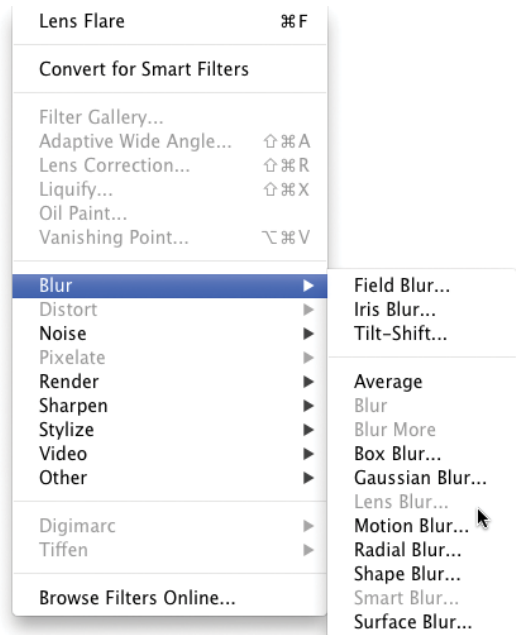 Lens Flare ⌘F
Convert for Smart Filters
Filter Gallery...
Adaptive Wide Angle... ⇧⌘A
Lens Correction... ⇧⌘R
Liquify... ⇧⌘X
Oil Paint...
Vanishing Point... ⌥⌘V
Blur
Distort
Noise
Pixelate
Render
Sharpen
Stylize
Video
Other
Digimarc
Tiffen
Browse Filters Online...
Field Blur...
Iris Blur...
Tilt-Shift...
Average
Blur
Blur More
Box Blur...
Gaussian Blur...
Lens Blur...
Motion Blur...
Radial Blur...
Shape Blur...
Smart Blur...
Surface Blur...